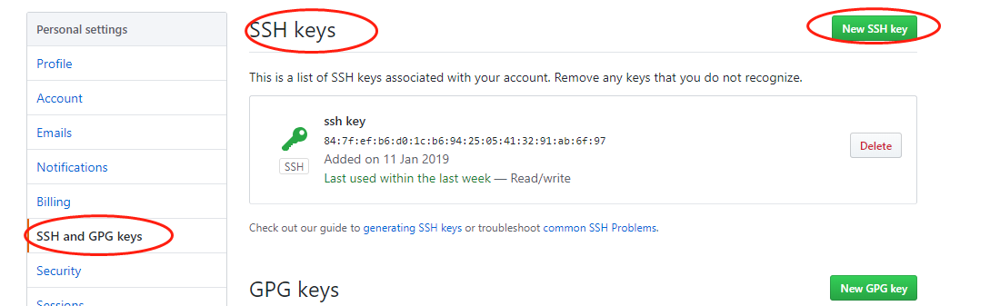 Personal settings
Profile
Account
Emails
Notifications
Billing
SSH and GPG keys
Security
Sessions
SSH keys
New SSH key
This is a list of SSH keys associated with your account. Remove any keys that you do not recognize.
ssh key
84:7f:ef:b6:d0:1c:b6:94:25:05:41:32:91:ab:6f:97
Added on 11 Jan 2019
Last used within the last week — Read/write
SSH
Delete
Check out our guide to generating SSH keys or troubleshoot common SSH Problems.
GPG keys
New GPG key